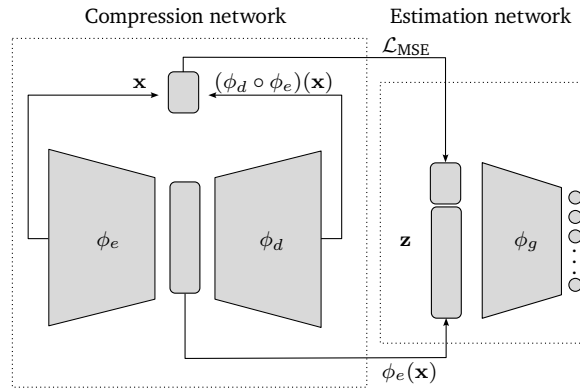 Compression network
Estimation network
ℒ_MSE
x
(ϕ_d ∘ ϕ_e)(x)
ϕ_e
ϕ_d
z
ϕ_g
ϕ_e(x)